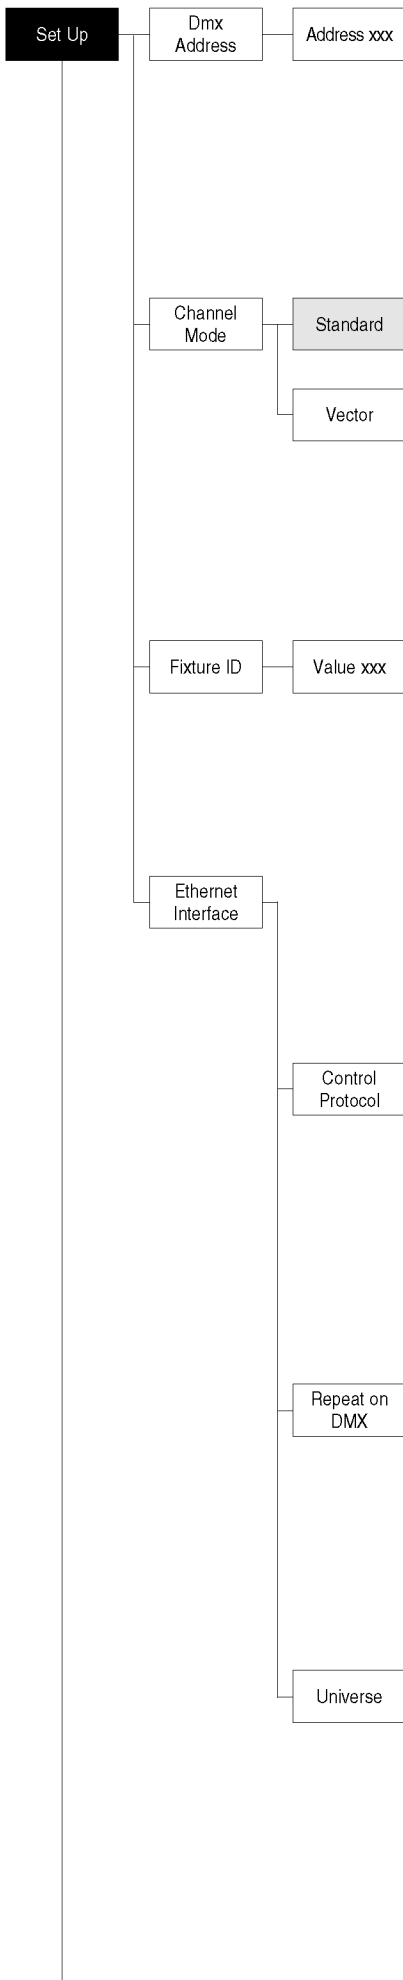 Set Up
Dmx
Address
Address xxx
Channel
Mode
Standard
Vector
Fixture ID
Value xxx
Ethernet
Interface
Control
Protocol
Repeat on
DMX
Universe